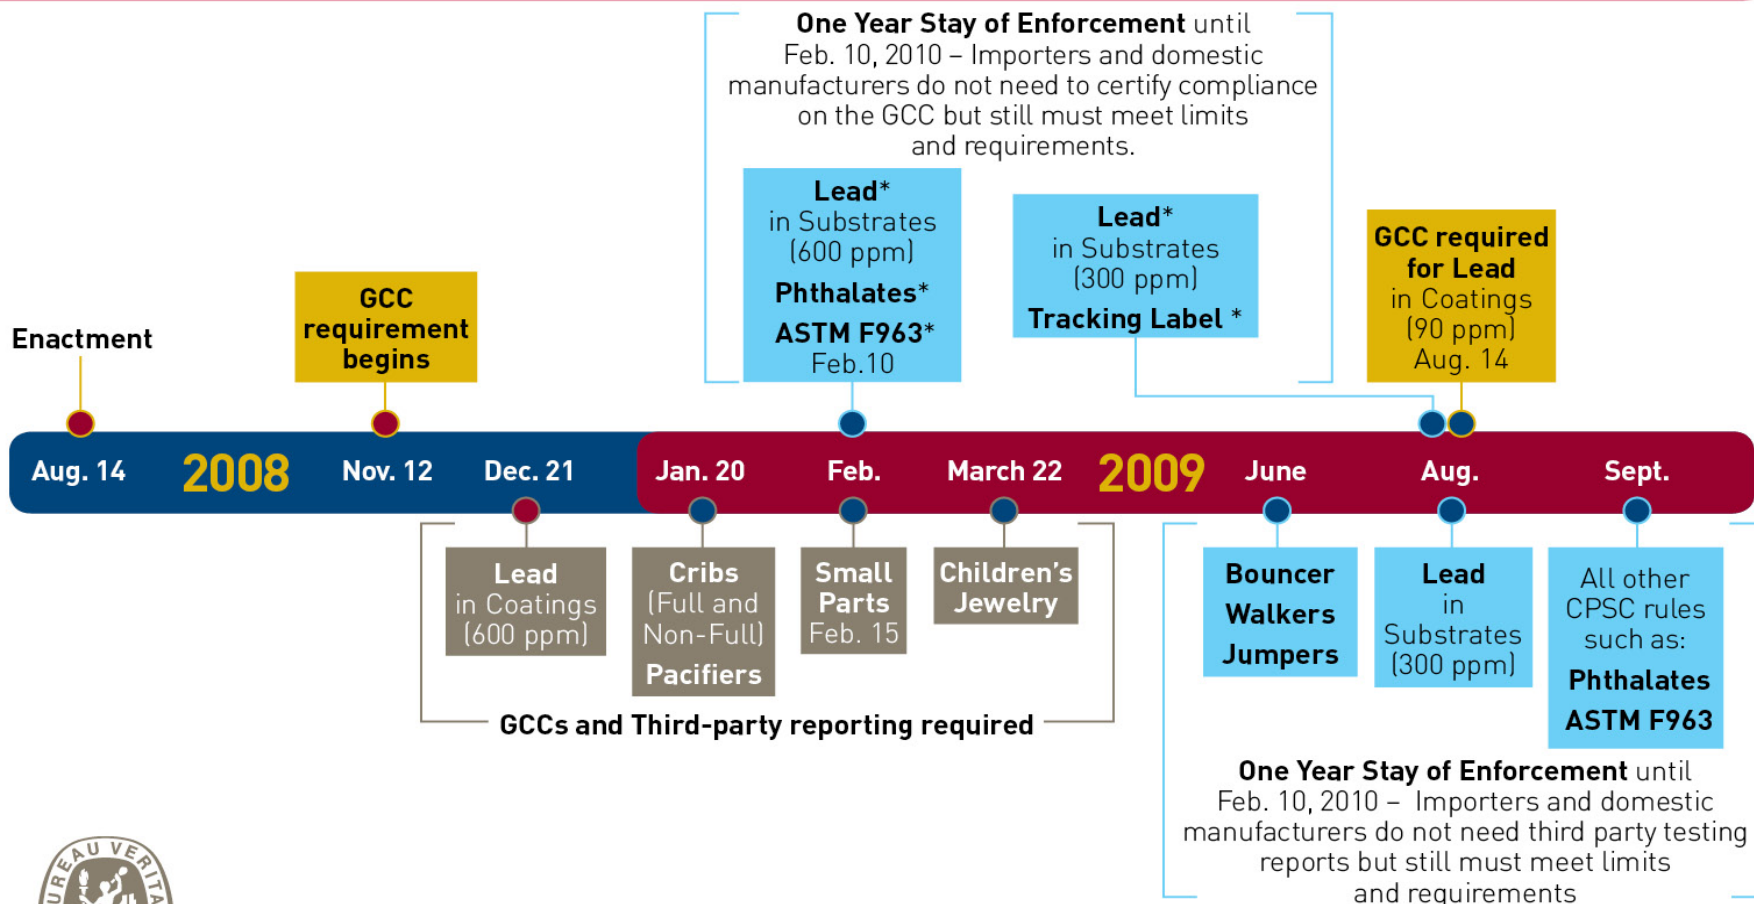 One Year Stay of Enforcement until
Feb. 10, 2010 – Importers and domestic
manufacturers do not need to certify compliance
on the GCC but still must meet limits
and requirements.
Lead*
in Substrates
(600 ppm)
Phthalates*
ASTM F963*
Feb.10
Lead*
in Substrates
(300 ppm)
Tracking Label *
GCC required
for Lead
in Coatings
(90 ppm)
Aug. 14
GCC
requirement
begins
Enactment
Aug. 14 2008 Nov. 12 Dec. 21 Jan. 20 Feb. March 22 2009 June Aug. Sept.
Lead
in Coatings
(600 ppm)
Cribs
(Full and
Non-Full)
Pacifiers
Small
Parts
Feb. 15
Children's
Jewelry
GCCs and Third-party reporting required
Bouncer
Walkers
Jumpers
Lead
in
Substrates
(300 ppm)
All other
CPSC rules
such as:
Phthalates
ASTM F963
One Year Stay of Enforcement until
Feb. 10, 2010 – Importers and domestic
manufacturers do not need third party testing
reports but still must meet limits
and requirements
BUREAU VERITA